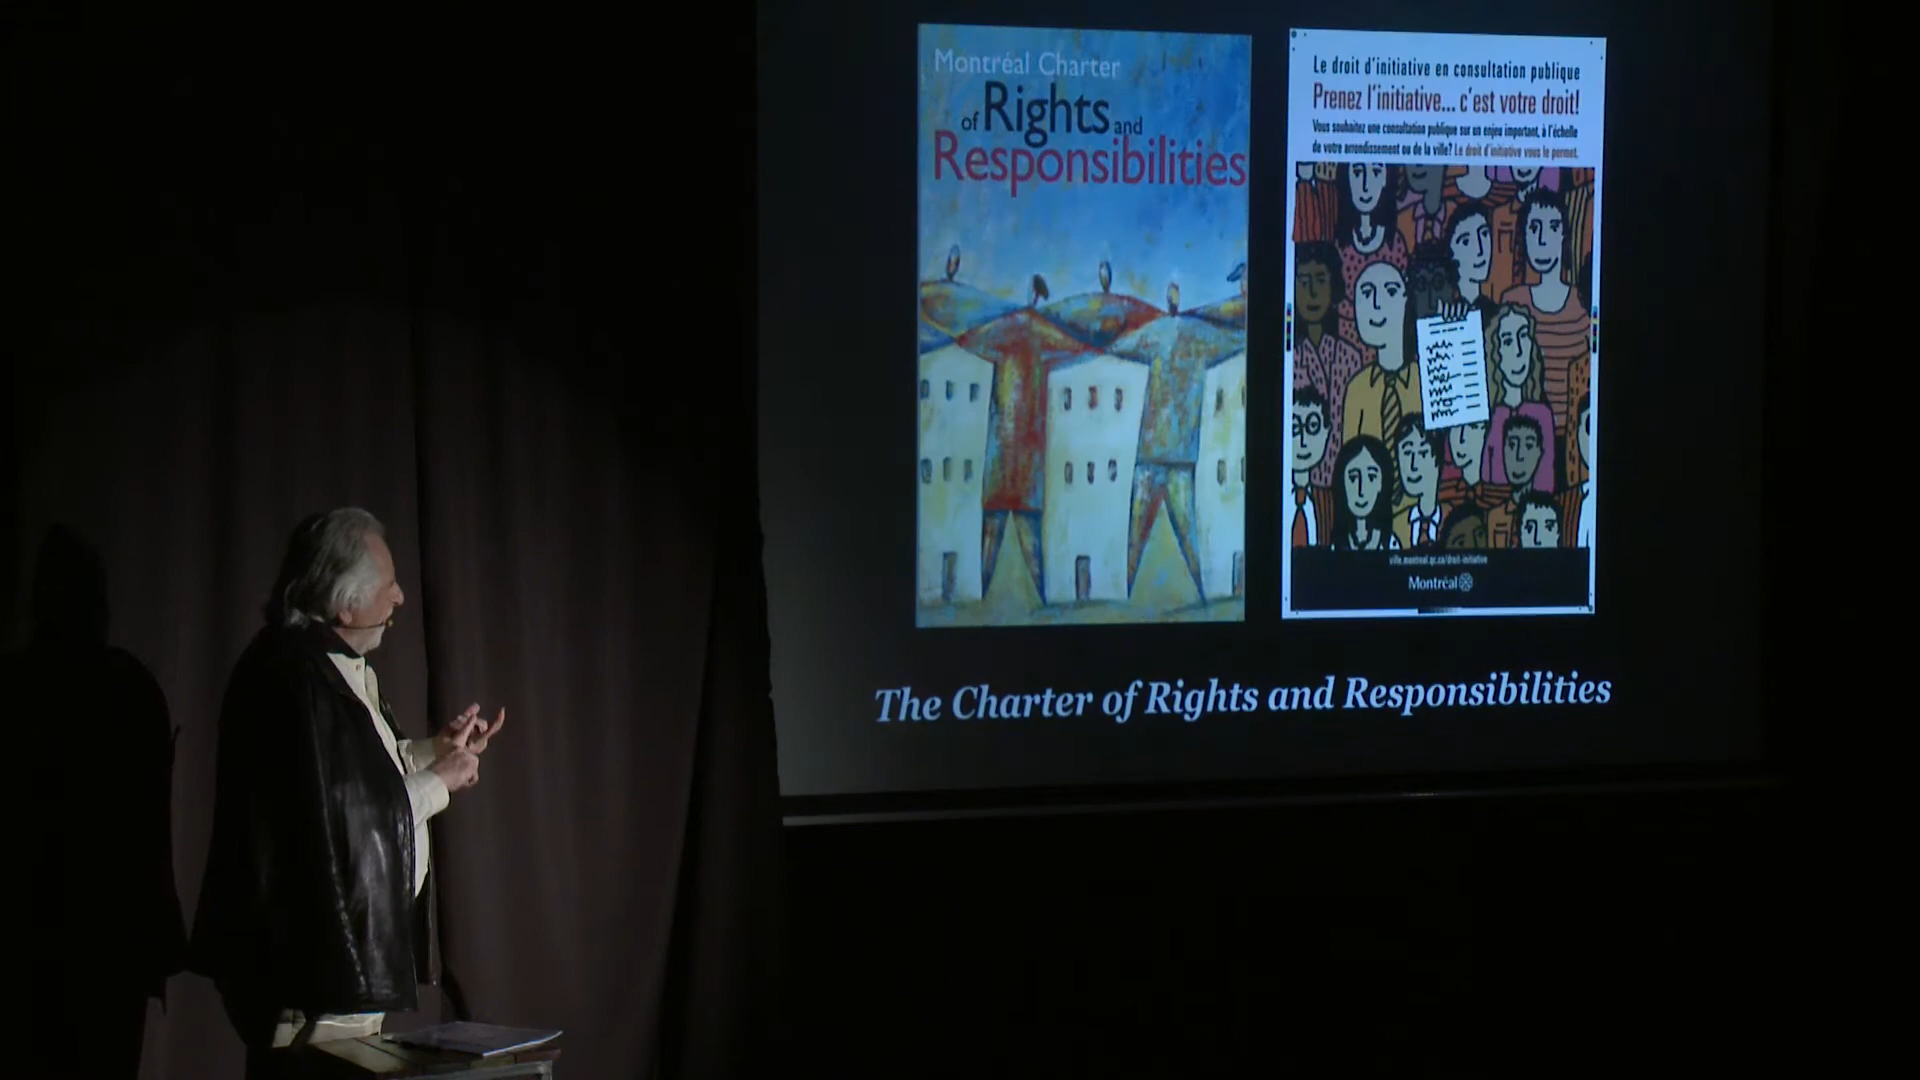 Montréal Charter
of Rights and
Responsibilities
Le droit d'initiative en consultation publique
Prenez l'initiative... c'est votre droit!
Vous souhaitez une consultation publique sur un enjeu important, à l'échelle
de votre arrondissement ou de la ville? Le droit d'initiative vous le permet.
ville.montreal.qc.ca/droit-initiative
Montréal
The Charter of Rights and Responsibilities